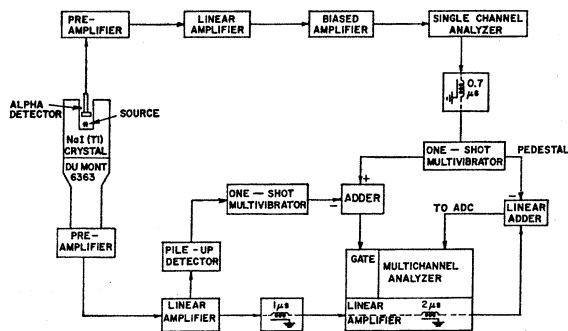 PRE-
AMPLIFIER
LINEAR
AMPLIFIER
BIASED
AMPLIFIER
SINGLE CHANNEL
ANALYZER
0.7
μs
ALPHA
DETECTOR
SOURCE
NaI (Tl)
CRYSTAL
DU MONT
6363
ONE — SHOT
MULTIVIBRATOR
PEDESTAL
+
−
ONE — SHOT
MULTIVIBRATOR
−
ADDER
TO ADC
LINEAR
ADDER
PRE-
AMPLIFIER
PILE - UP
DETECTOR
GATE
MULTICHANNEL
ANALYZER
LINEAR
AMPLIFIER
1μs
LINEAR
AMPLIFIER
2μs